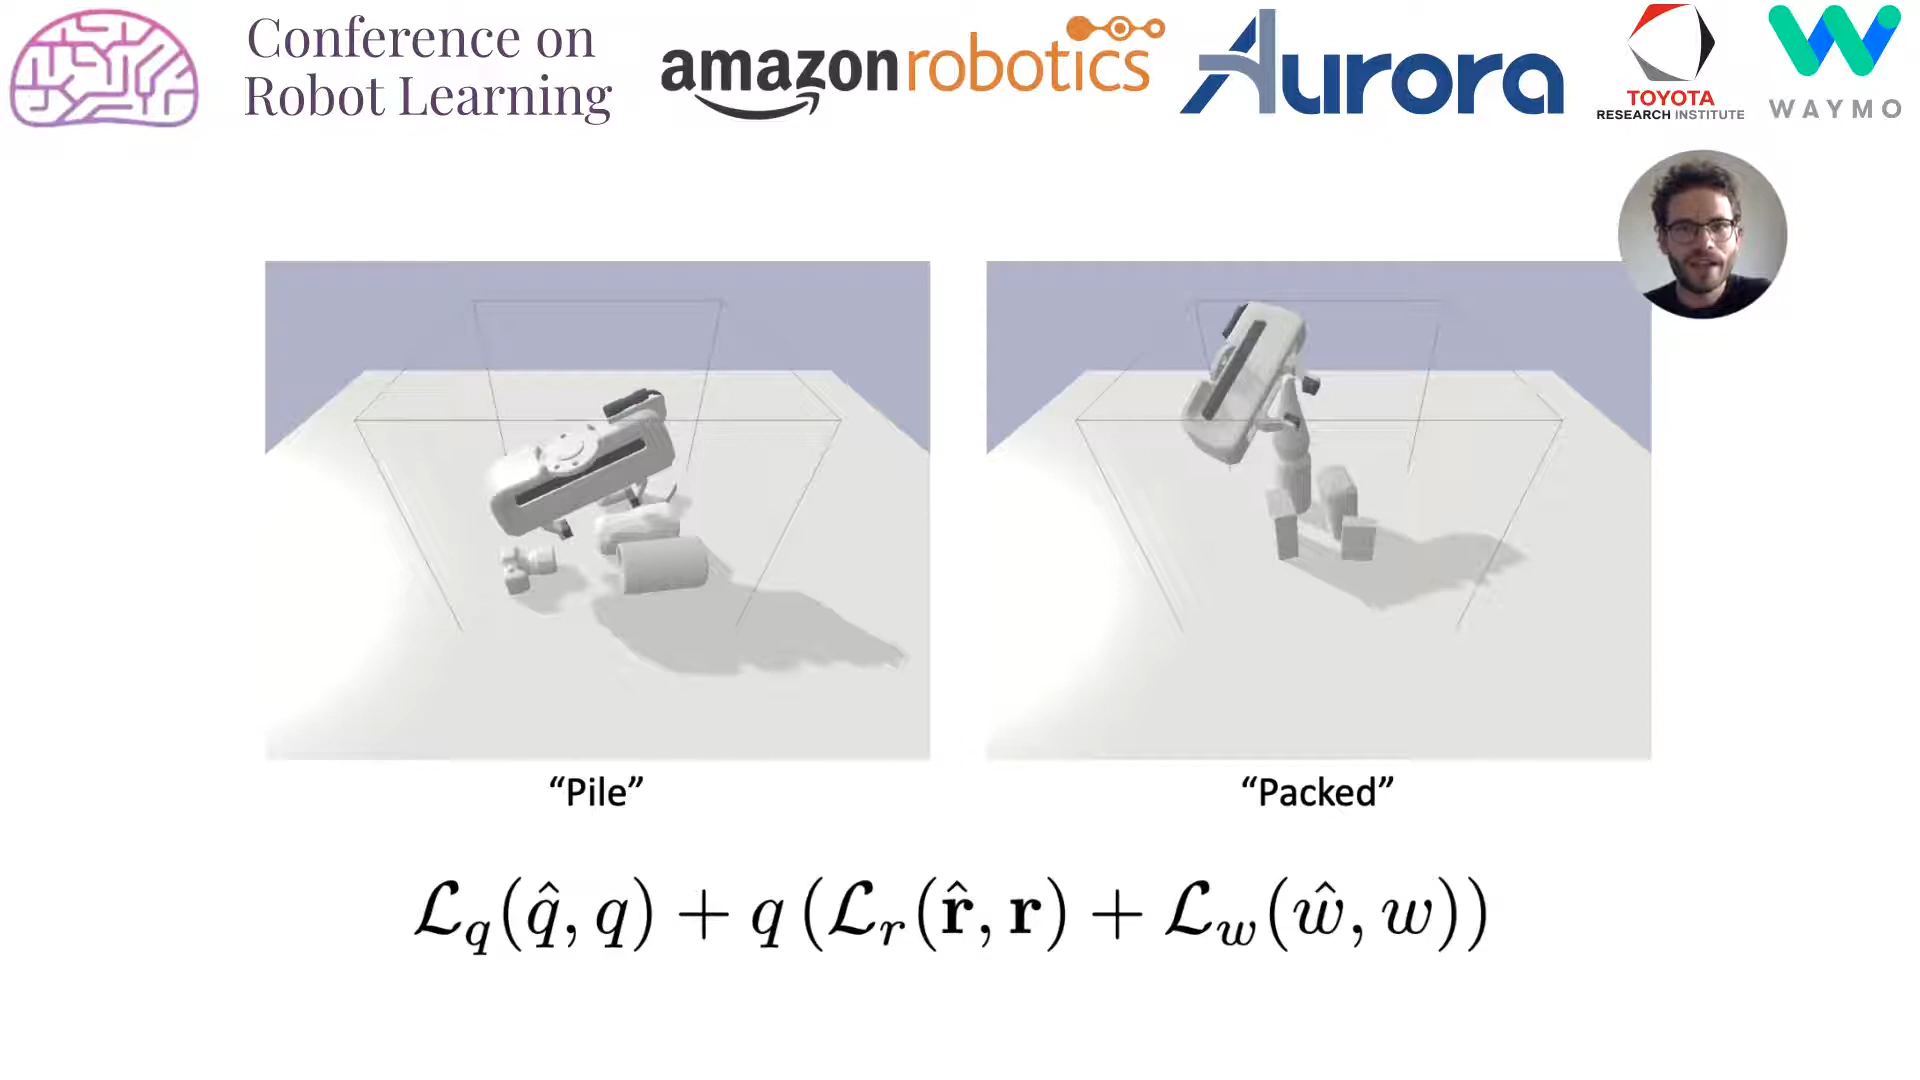 Conference on
Robot Learning
amazon robotics
Aurora
TOYOTA
RESEARCH INSTITUTE
WAYMO
“Pile”
“Packed”
$\mathcal{L}_q(\hat{q}, q) + q\,(\mathcal{L}_r(\hat{\mathbf{r}}, \mathbf{r}) + \mathcal{L}_w(\hat{w}, w))$